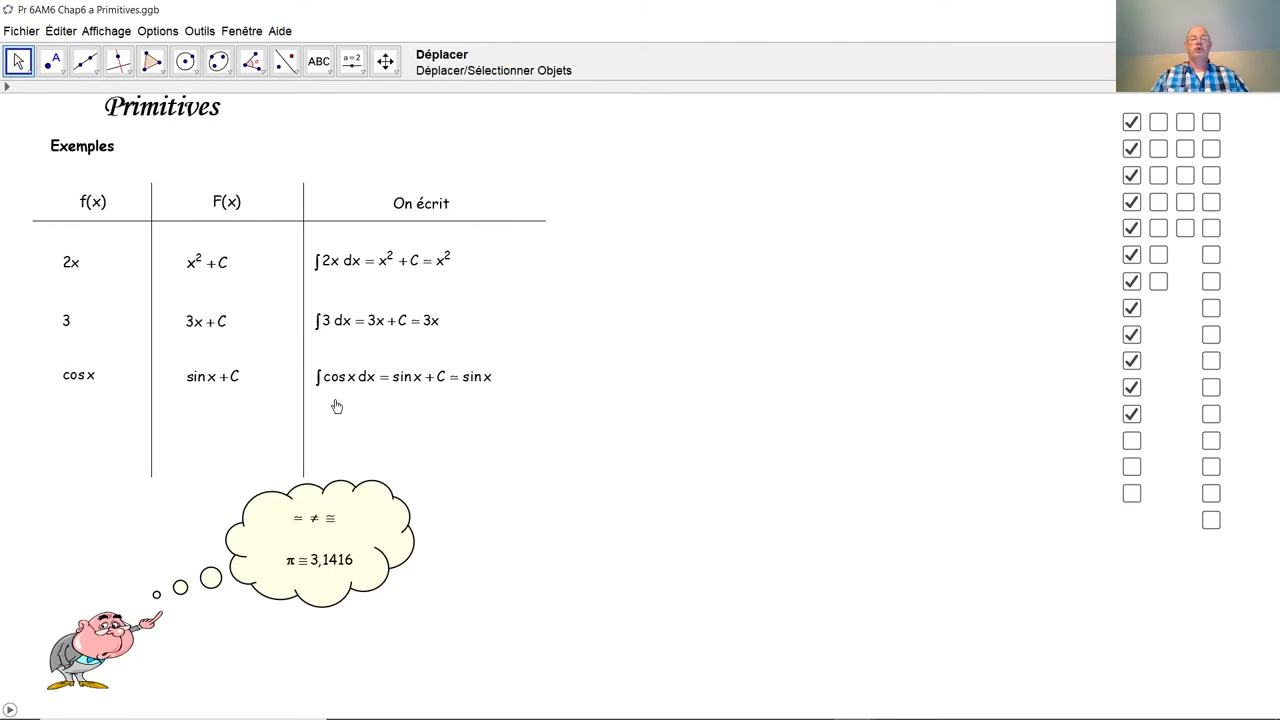 Pr 6AM6 Chap6 a Primitives.ggb
Fichier Éditer Affichage Options Outils Fenêtre Aide
A ABC a=2
Déplacer
Déplacer/Sélectionner Objets
Primitives
Exemples
f(x) F(x) On écrit
2x x² + C ∫2x dx = x² + C ≃ x²
3 3x + C ∫3 dx = 3x + C ≃ 3x
cos x sin x + C ∫cos x dx = sin x + C ≃ sin x
≃ ≠ ≅
π ≅ 3,1416